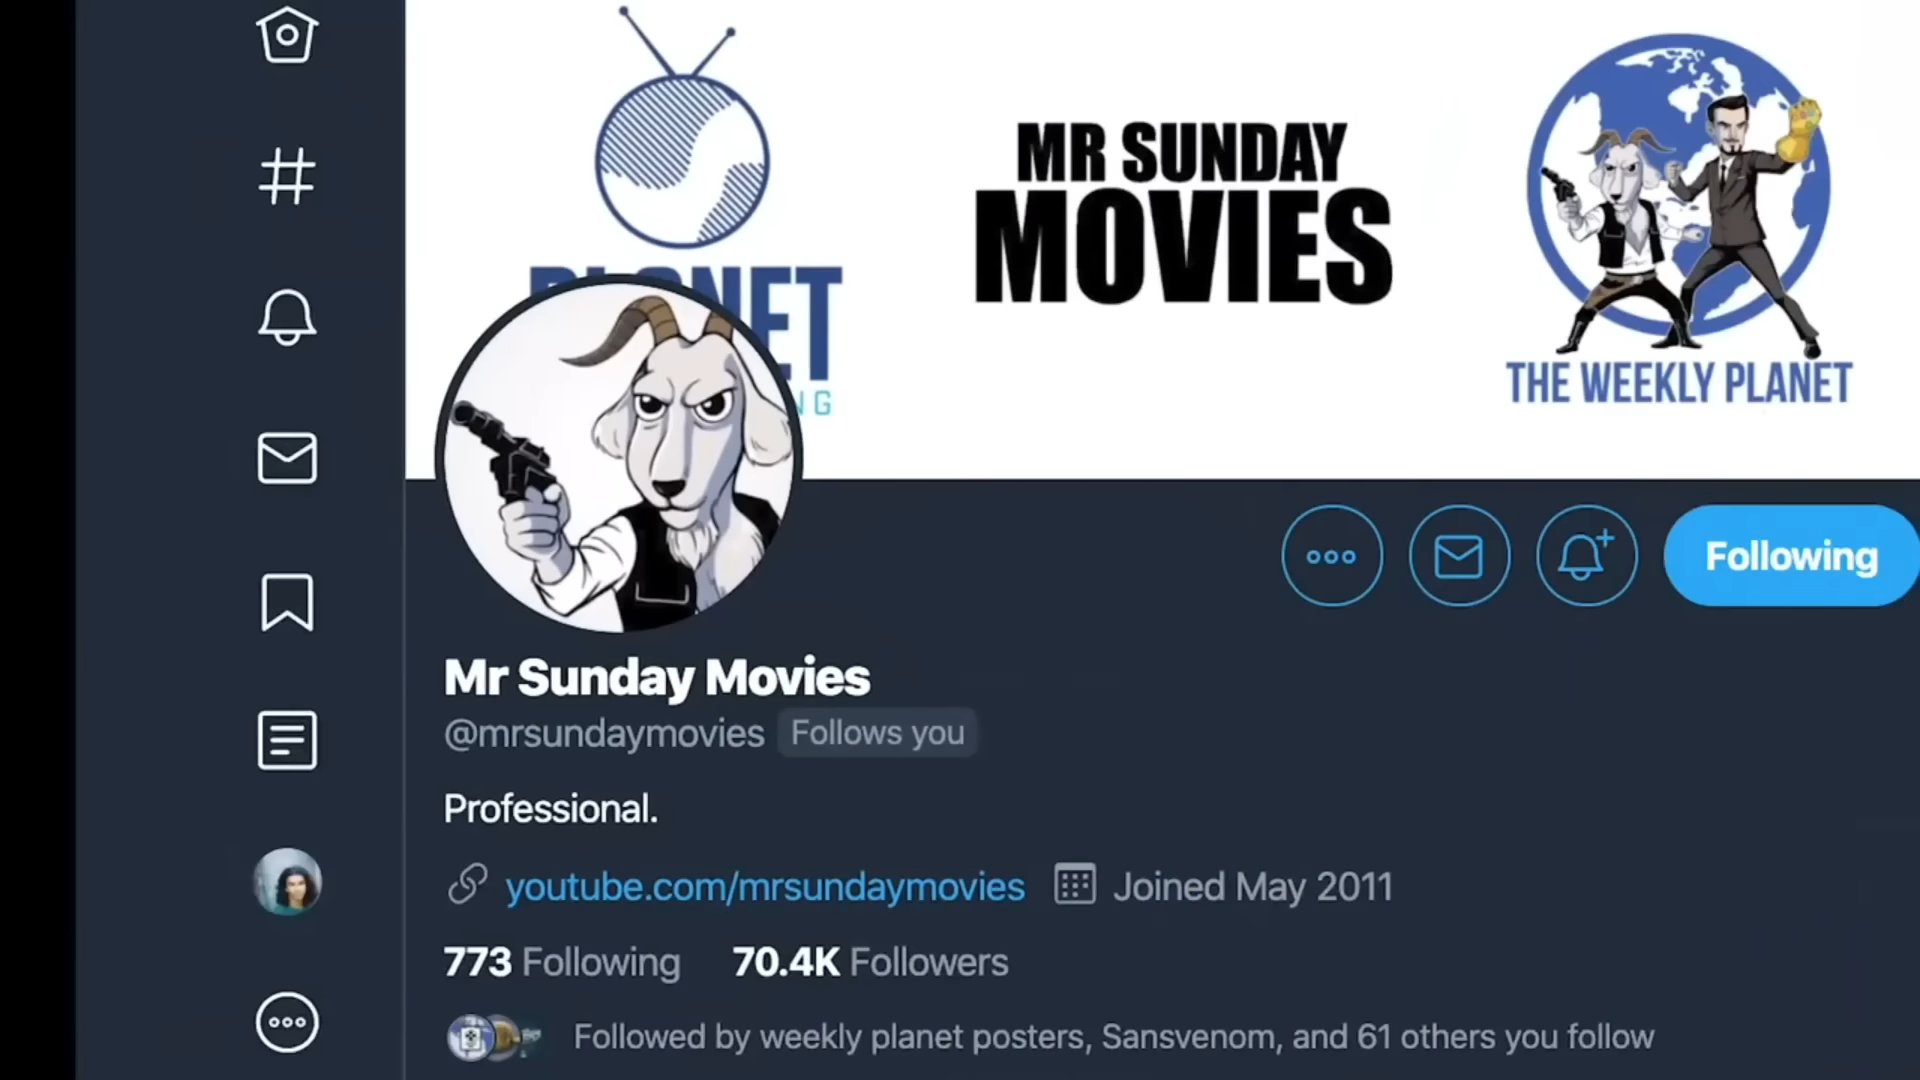 MR SUNDAY
MOVIES
THE WEEKLY PLANET
Following
Mr Sunday Movies
@mrsundaymovies Follows you
Professional.
youtube.com/mrsundaymovies Joined May 2011
773 Following 70.4K Followers
Followed by weekly planet posters, Sansvenom, and 61 others you follow